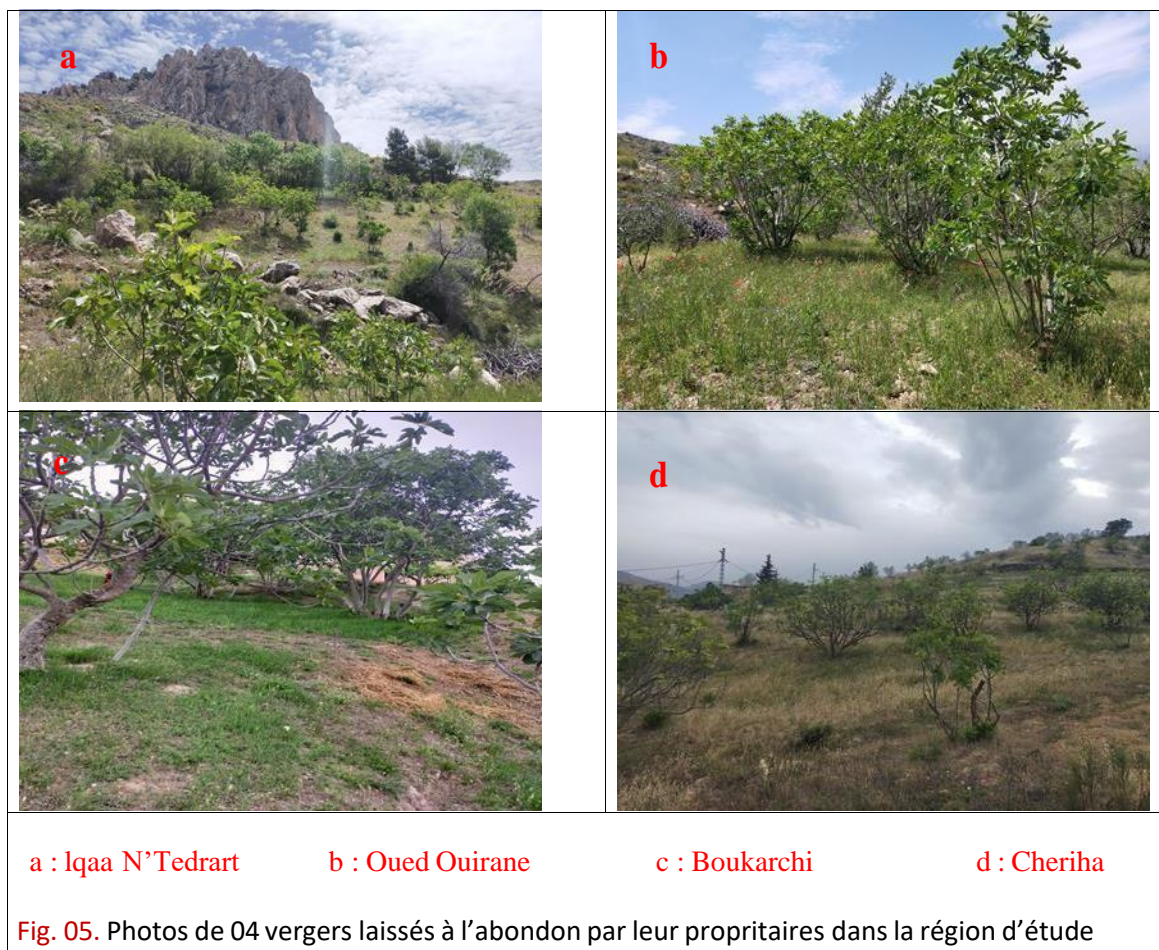 a
b
c
d
a : lqaa N’Tedrart b : Oued Ouirane c : Boukarchi d : Cheriha
Fig. 05. Photos de 04 vergers laissés à l’abondon par leur propritaires dans la région d’étude